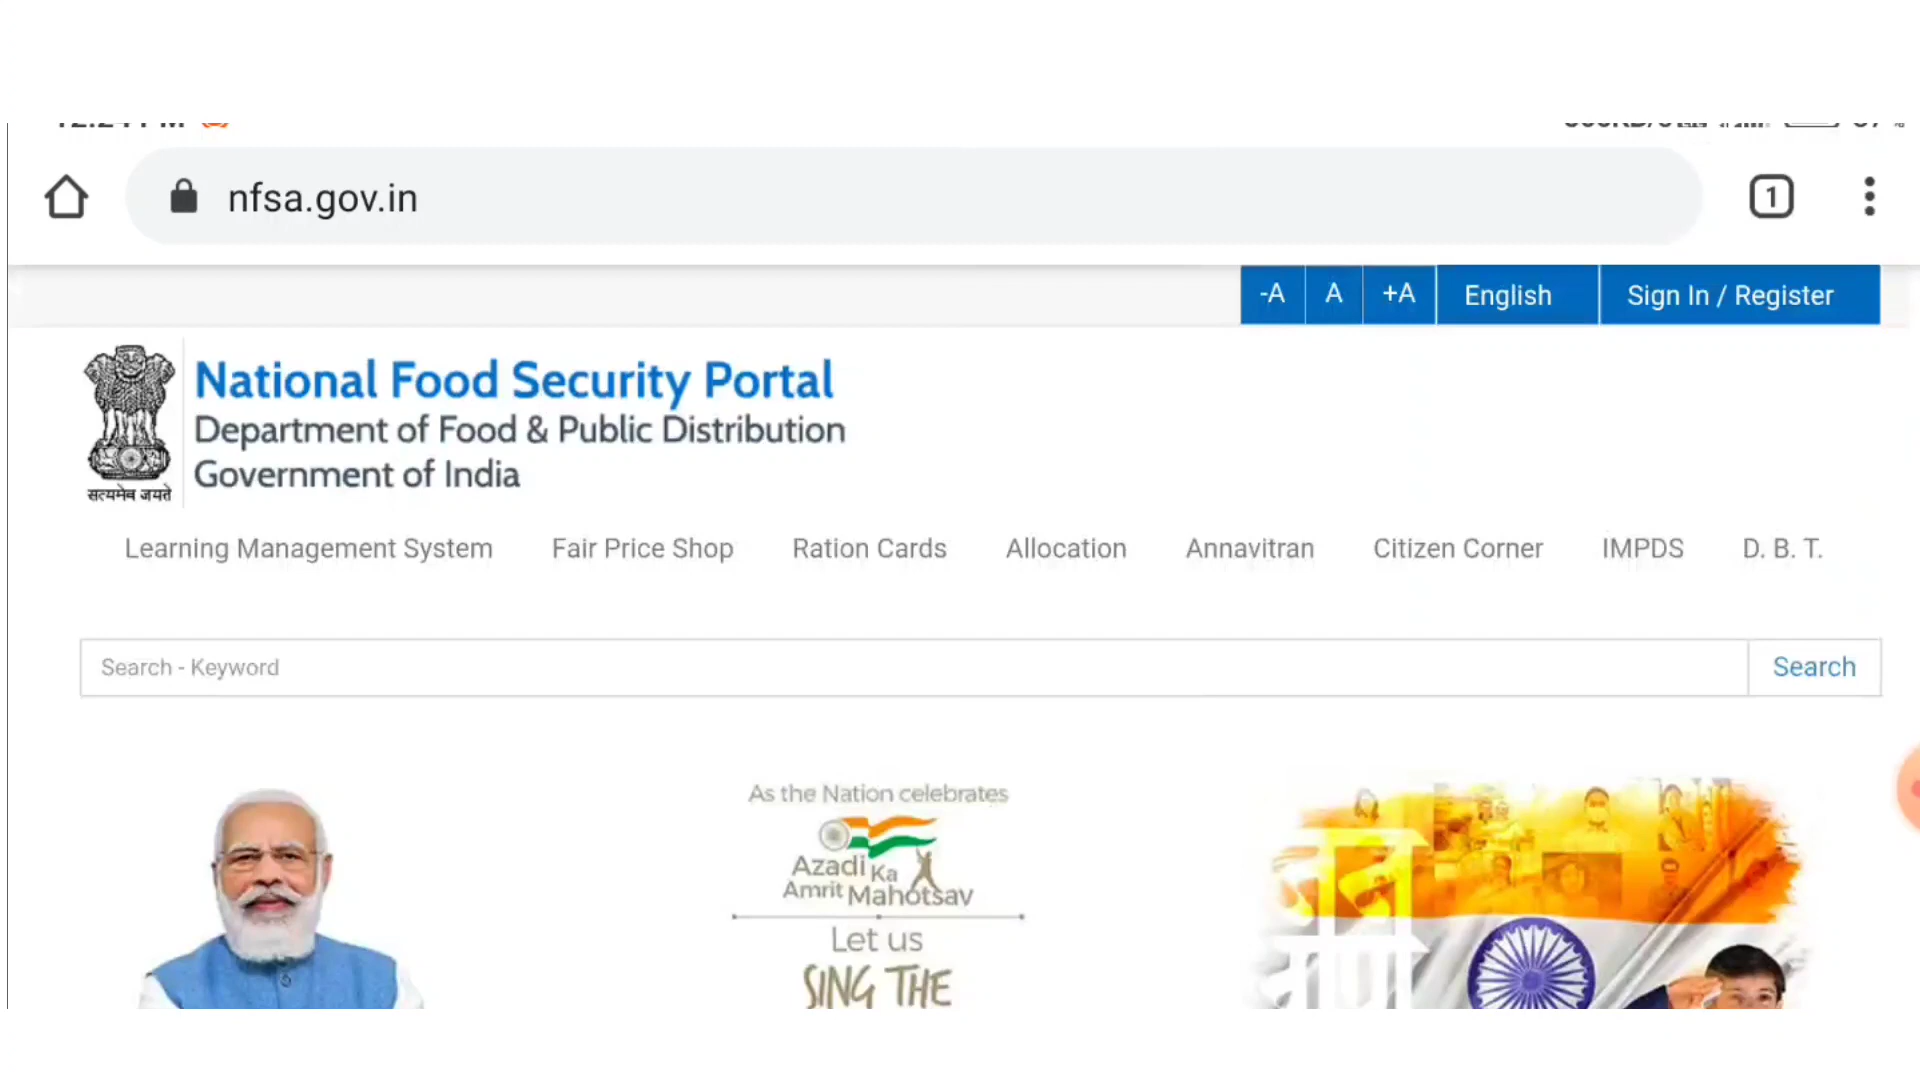 nfsa.gov.in
1
-A A +A English Sign In / Register
National Food Security Portal
Department of Food & Public Distribution
Government of India
सत्यमेव जयते
Learning Management System Fair Price Shop Ration Cards Allocation Annavitran Citizen Corner IMPDS D. B. T.
Search - Keyword Search
As the Nation celebrates
Azadi Ka
Amrit Mahotsav
Let us
SING THE
जन
गण